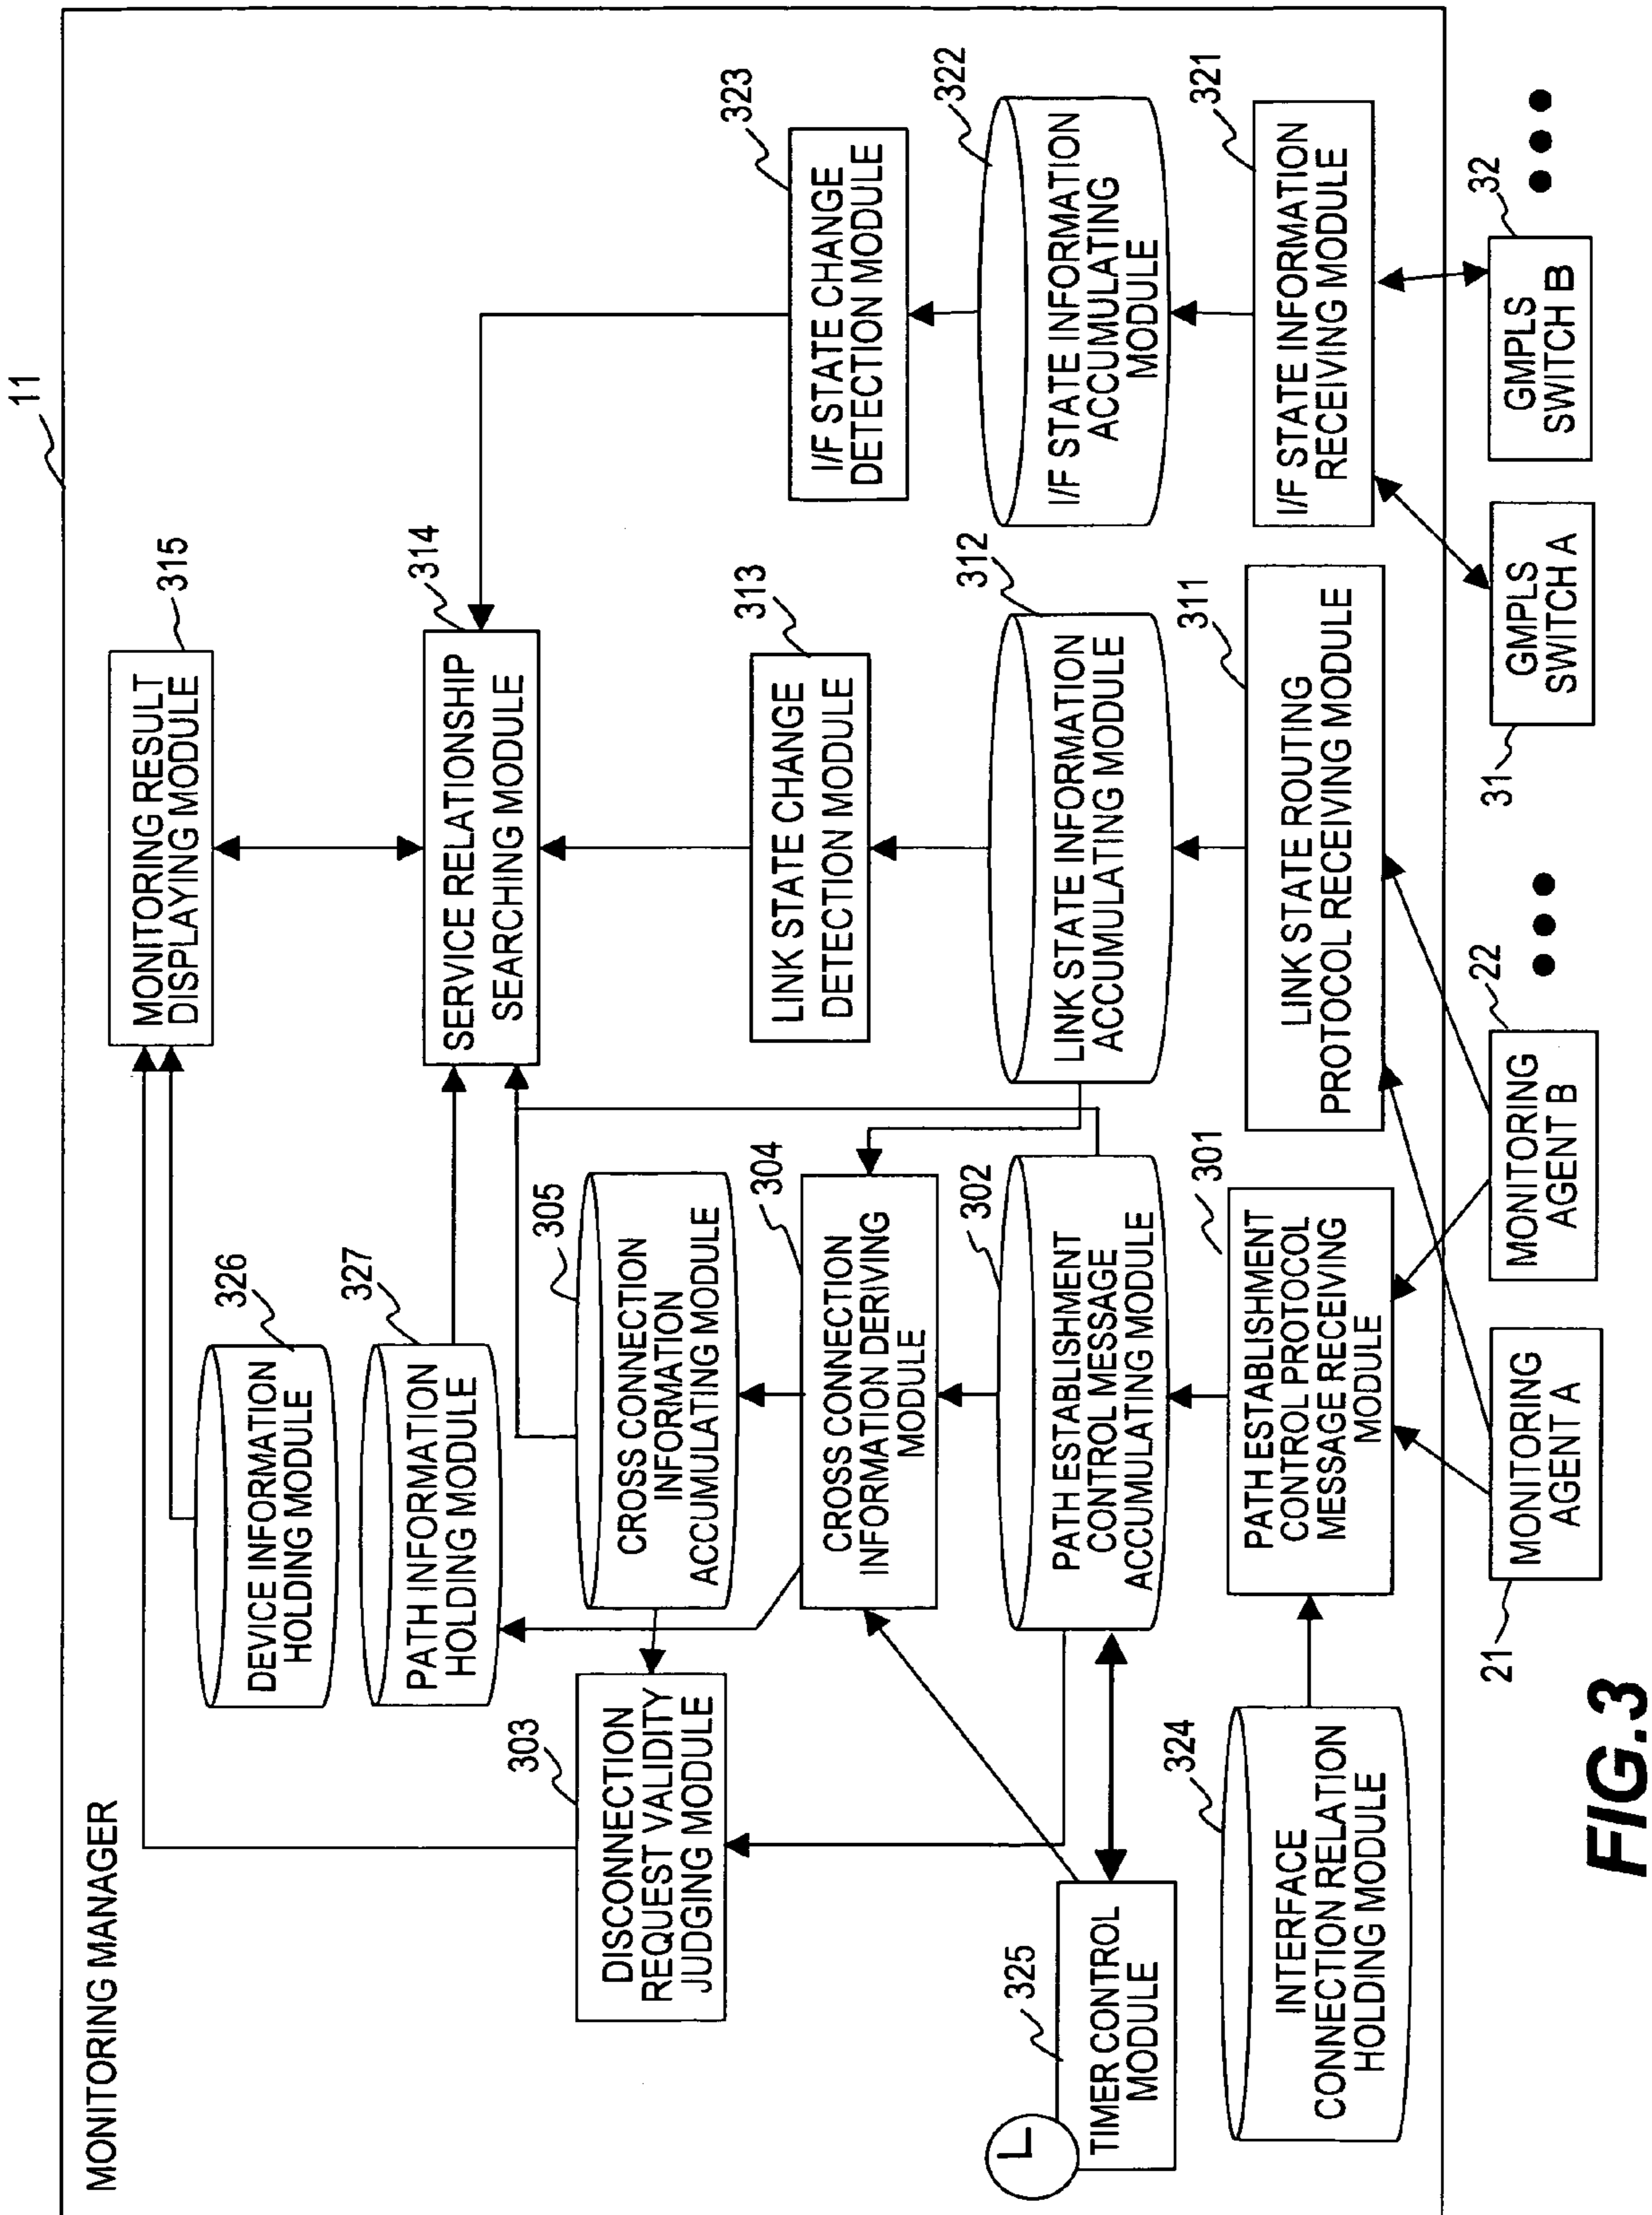 MONITORING MANAGER
11
MONITORING RESULT
DISPLAYING MODULE
315
DEVICE INFORMATION
HOLDING MODULE
326
PATH INFORMATION
HOLDING MODULE
327
SERVICE RELATIONSHIP
SEARCHING MODULE
314
DISCONNECTION
REQUEST VALIDITY
JUDGING MODULE
303
CROSS CONNECTION
INFORMATION
ACCUMULATING MODULE
305
CROSS CONNECTION
INFORMATION DERIVING
MODULE
304
LINK STATE CHANGE
DETECTION MODULE
313
I/F STATE CHANGE
DETECTION MODULE
323
TIMER CONTROL
MODULE
325
PATH ESTABLISHMENT
CONTROL MESSAGE
ACCUMULATING MODULE
302
LINK STATE INFORMATION
ACCUMULATING MODULE
312
I/F STATE INFORMATION
ACCUMULATING
MODULE
322
INTERFACE
CONNECTION RELATION
HOLDING MODULE
324
PATH ESTABLISHMENT
CONTROL PROTOCOL
MESSAGE RECEIVING
MODULE
301
LINK STATE ROUTING
PROTOCOL RECEIVING MODULE
311
I/F STATE INFORMATION
RECEIVING MODULE
321
21
MONITORING
AGENT A
MONITORING
AGENT B
22
31
GMPLS
SWITCH A
GMPLS
SWITCH B
32
FIG.3